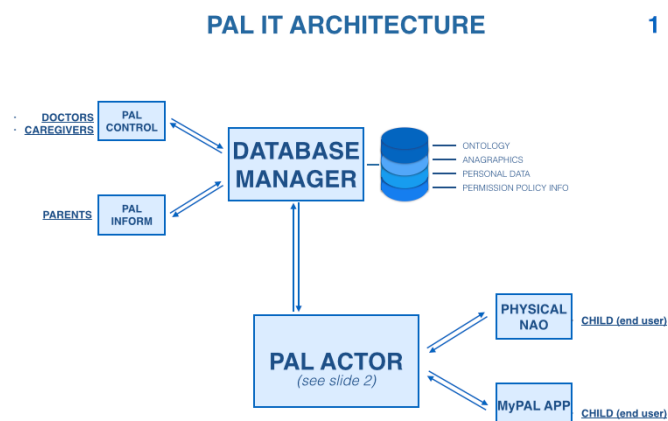 PAL IT ARCHITECTURE
1
· DOCTORS
· CAREGIVERS
PAL
CONTROL
DATABASE
MANAGER
ONTOLOGY
ANAGRAPHICS
PERSONAL DATA
PERMISSION POLICY INFO
PARENTS
PAL
INFORM
PAL ACTOR
(see slide 2)
PHYSICAL
NAO
CHILD (end user)
MyPAL APP
CHILD (end user)